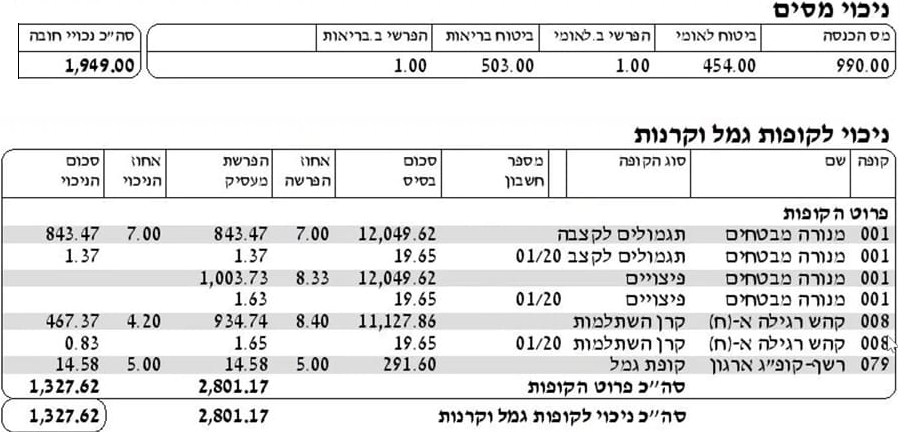 ניכוי מסים
מס הכנסה ביטוח לאומי הפרשי ב.לאומי ביטוח בריאות הפרשי ב.בריאות סה״כ נכויי חובה
990.00 454.00 1.00 503.00 1.00 1,949.00
ניכוי לקופות גמל וקרנות
קופה שם סוג הקופה מספר סכום אחוז הפרשת אחוז סכום
חשבון בסיס הפרשה מעסיק הניכוי הניכוי
פרוט הקופות
001 מנורה מבטחים תגמולים לקצבה 12,049.62 7.00 843.47 7.00 843.47
001 מנורה מבטחים תגמולים לקצב 01/20 19.65 1.37 1.37
001 מנורה מבטחים פיצויים 12,049.62 8.33 1,003.73
001 מנורה מבטחים פיצויים 01/20 19.65 1.63
008 קהש רגילה א-(ח) קרן השתלמות 11,127.86 8.40 934.74 4.20 467.37
008 קהש רגילה א-(ח) קרן השתלמות 01/20 19.65 1.65 0.83
079 רשף-קופ״ג ארגון קופת גמל 291.60 5.00 14.58 5.00 14.58
סה״כ פרוט הקופות 2,801.17 1,327.62
סה״כ ניכוי לקופות גמל וקרנות 2,801.17 1,327.62